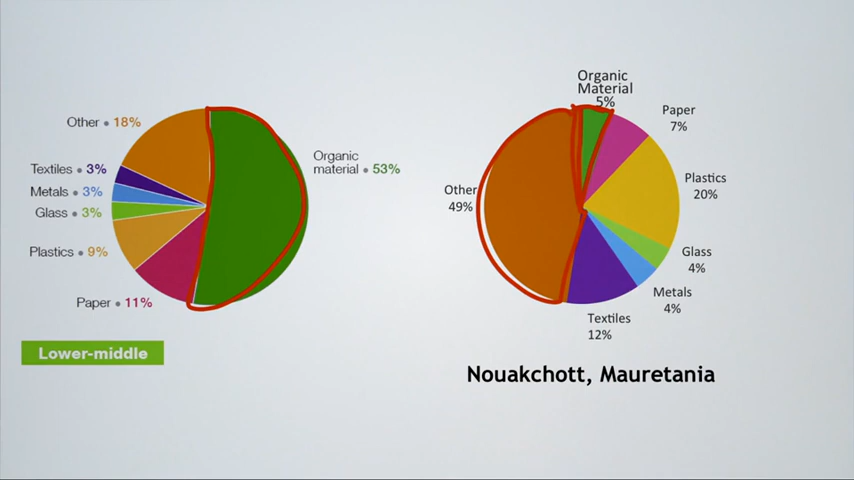 Other • 18%
Textiles • 3%
Metals • 3%
Glass • 3%
Plastics • 9%
Paper • 11%
Organic
material • 53%
Lower-middle
Organic
Material
5%
Paper
7%
Plastics
20%
Glass
4%
Metals
4%
Textiles
12%
Other
49%
Nouakchott, Mauretania